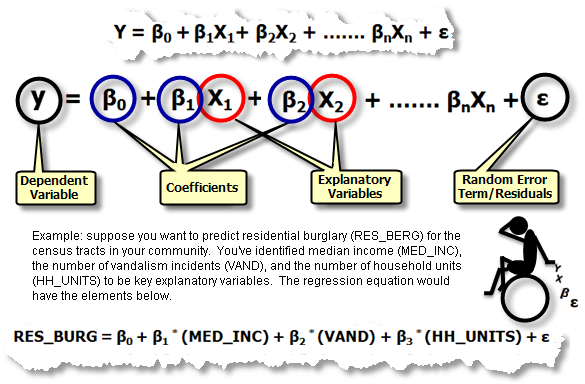 Y = β0 + β1X1+ β2X2 + ....... βnXn + ε
y = β0 + β1 X1 + β2 X2 + ....... βnXn + ε
Dependent
Variable
Coefficients
Explanatory
Variables
Random Error
Term/Residuals
Example: suppose you want to predict residential burglary (RES_BERG) for the
census tracts in your community. You've identified median income (MED_INC),
the number of vandalism incidents (VAND), and the number of household units
(HH_UNITS) to be key explanatory variables. The regression equation would
have the elements below.
Y
X
β
ε
RES_BURG = β0 + β1 * (MED_INC) + β2 * (VAND) + β3 * (HH_UNITS) + ε